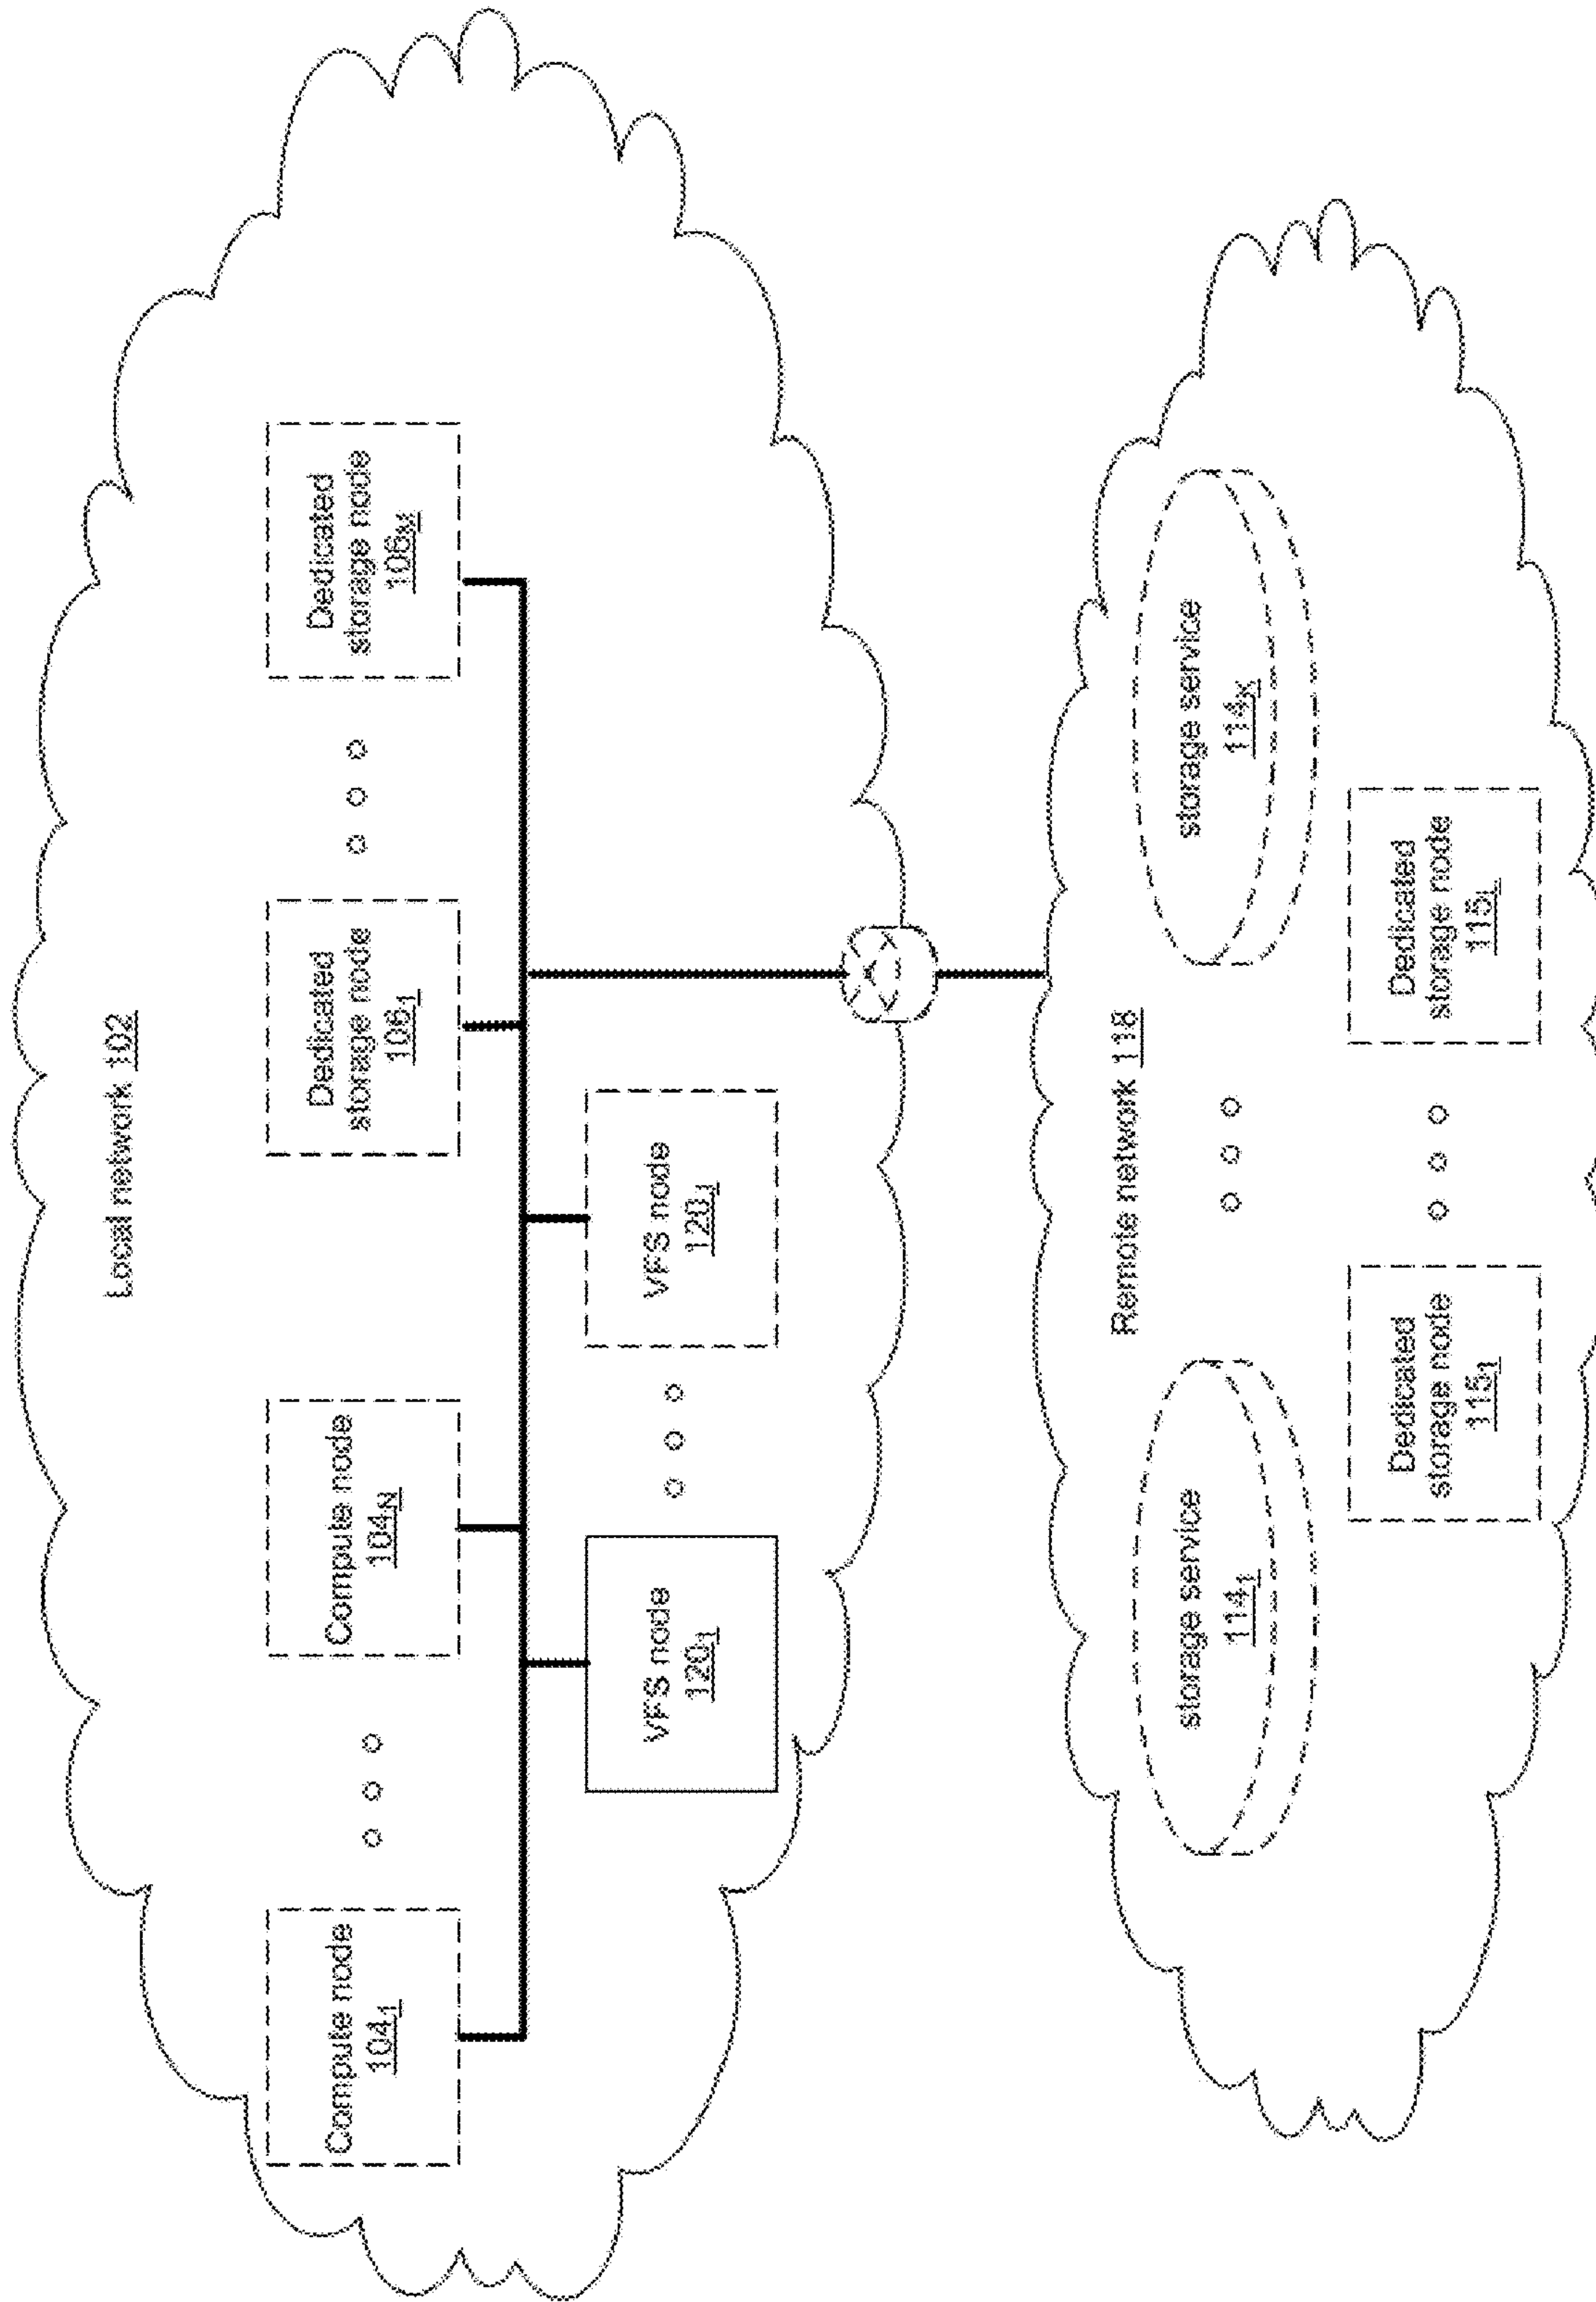 Local network 102
Compute node
104₁
Compute node
104N
Dedicated
storage node
106₁
Dedicated
storage node
106M
VFS node
120₁
VFS node
120J
Remote network 118
storage service
114₁
storage service
114K
Dedicated
storage node
115₁
Dedicated
storage node
115L